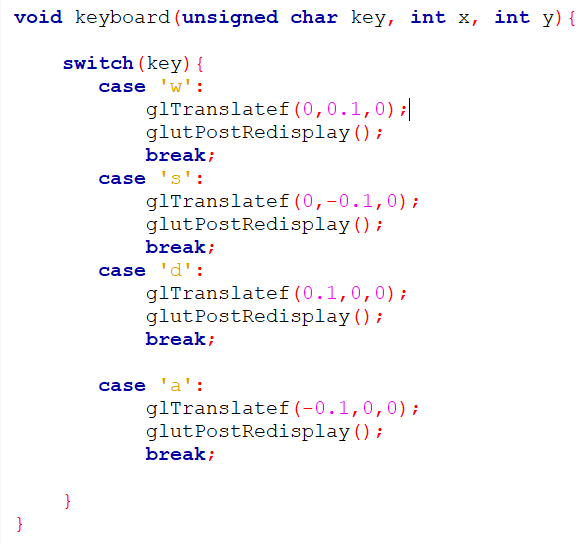 void keyboard(unsigned char key, int x, int y){
switch(key){
case 'w':
glTranslatef(0,0.1,0);
glutPostRedisplay();
break;
case 's':
glTranslatef(0,-0.1,0);
glutPostRedisplay();
break;
case 'd':
glTranslatef(0.1,0,0);
glutPostRedisplay();
break;
case 'a':
glTranslatef(-0.1,0,0);
glutPostRedisplay();
break;
}
}